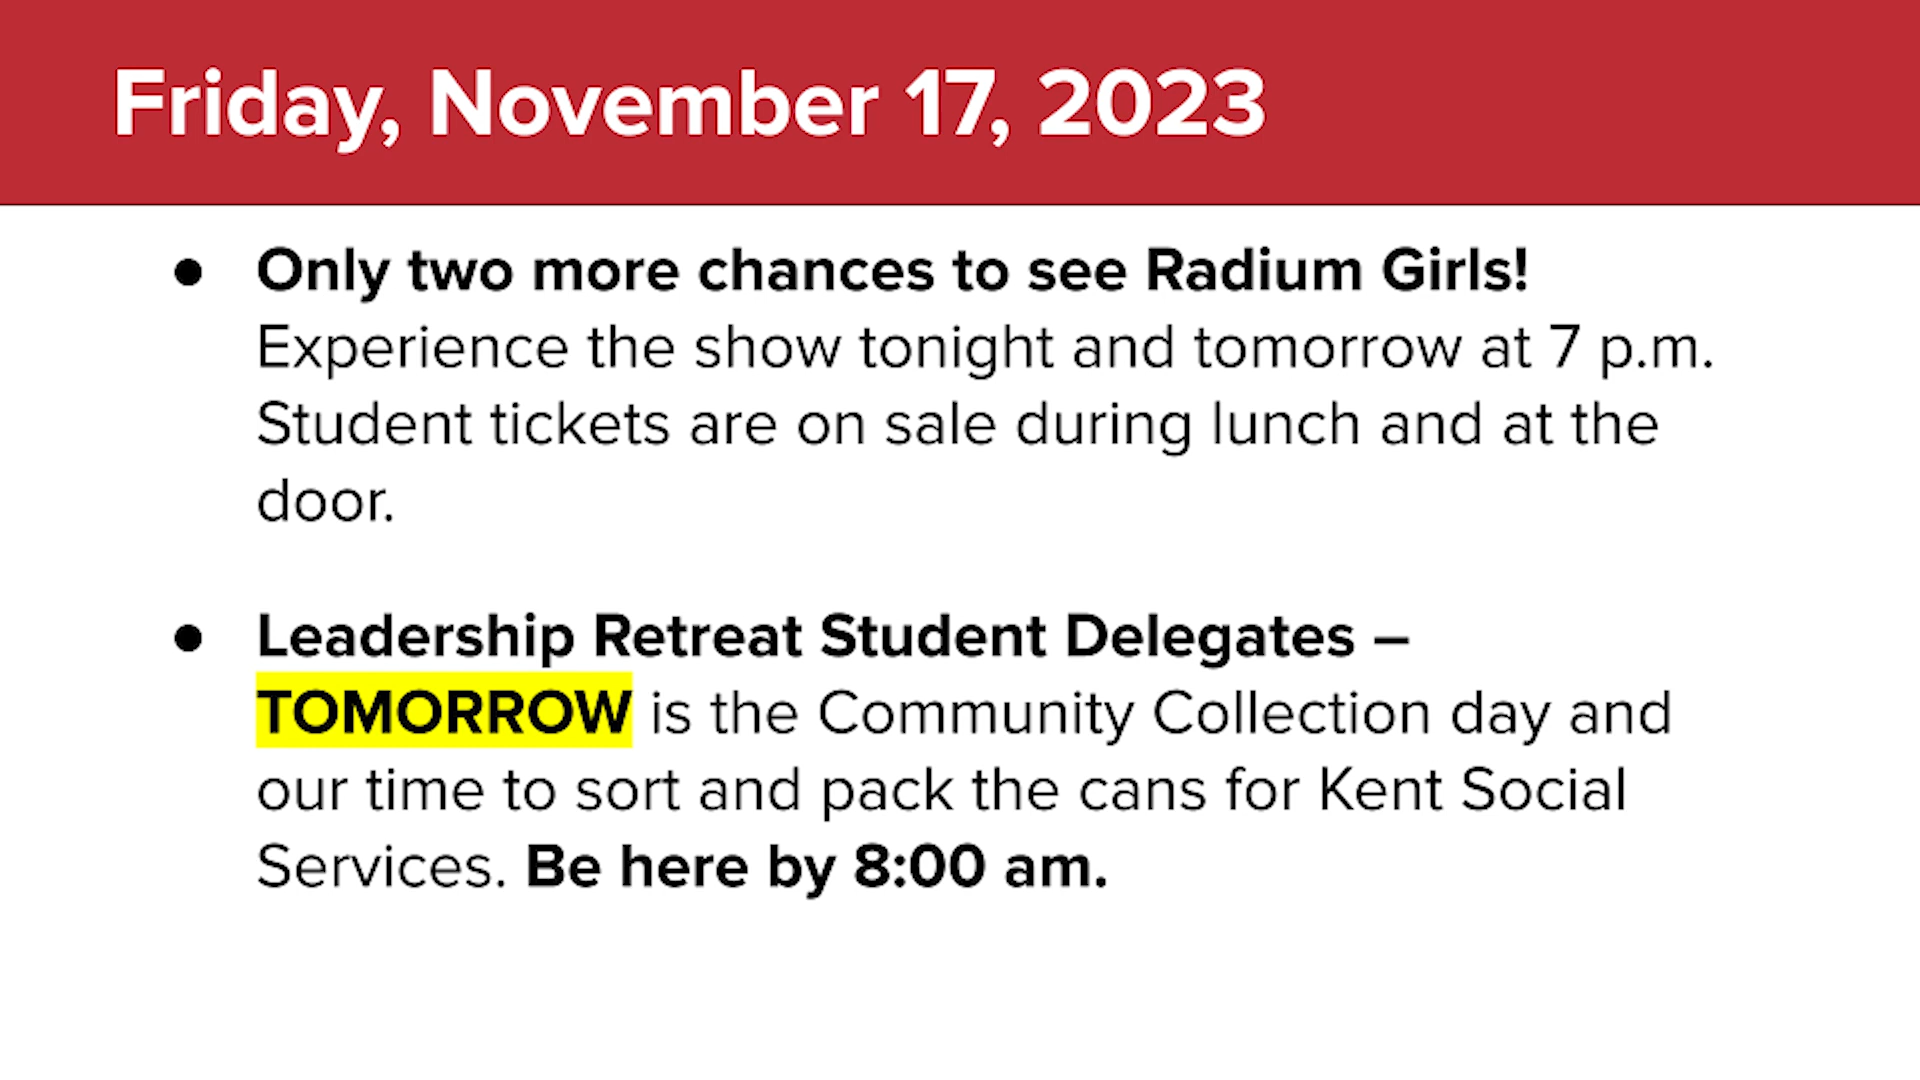 Friday, November 17, 2023
● Only two more chances to see Radium Girls!
Experience the show tonight and tomorrow at 7 p.m.
Student tickets are on sale during lunch and at the
door.
● Leadership Retreat Student Delegates –
TOMORROW is the Community Collection day and
our time to sort and pack the cans for Kent Social
Services. Be here by 8:00 am.